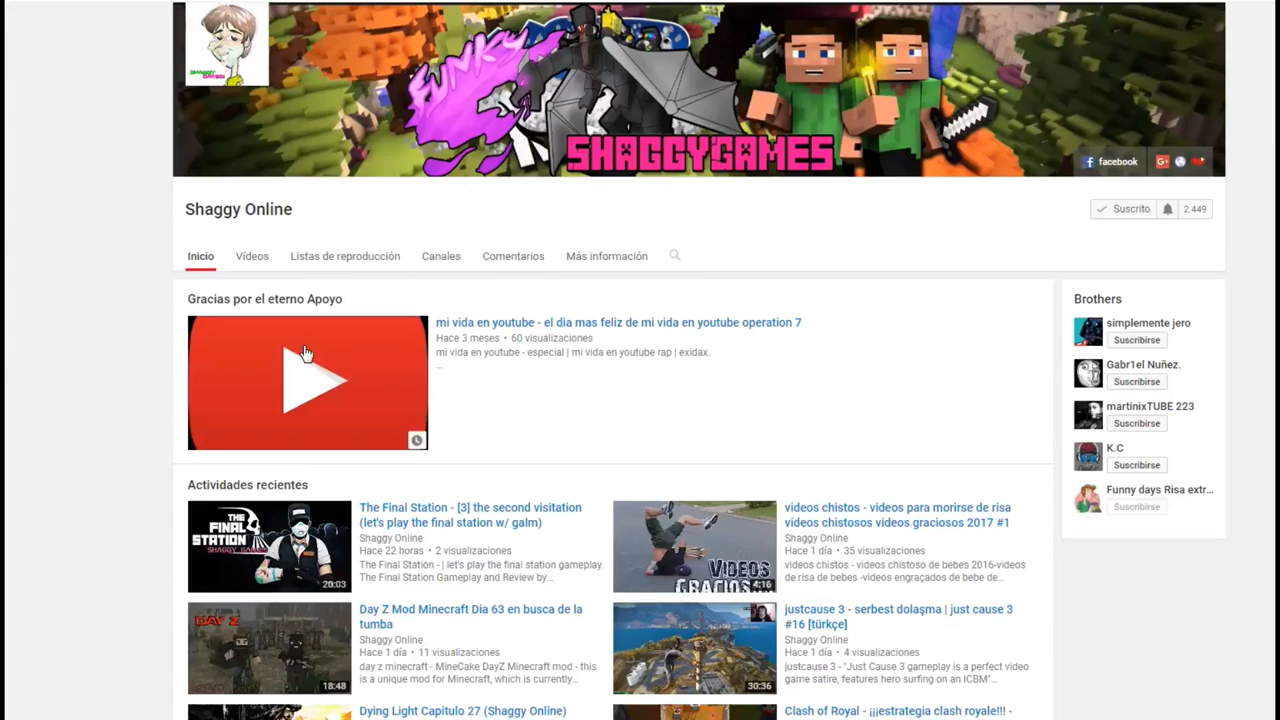 SHAGGY GAMES
SHAGGYGAMES
facebook
Shaggy Online
Suscrito 2.449
Inicio Vídeos Listas de reproducción Canales Comentarios Más información
Gracias por el eterno Apoyo
mi vida en youtube - el dia mas feliz de mi vida en youtube operation 7
Hace 3 meses • 60 visualizaciones
mi vida en youtube - especial | mi vida en youtube rap | exidax.
...
Brothers
simplemente jero
Suscribirse
Gabr1el Nuñez.
Suscribirse
martinixTUBE 223
Suscribirse
K.C
Suscribirse
Funny days Risa extr...
Suscribirse
Actividades recientes
THE FINAL STATION
SHAGGY GAMES
20:03
The Final Station - [3] the second visitation
(let's play the final station w/ galm)
Shaggy Online
Hace 22 horas • 2 visualizaciones
The Final Station - | let's play the final station gameplay.
The Final Station Gameplay and Review by...
VIDEOS
GRACIOS
4:16
videos chistos - videos para morirse de risa
videos chistosos videos graciosos 2017 #1
Shaggy Online
Hace 1 día • 35 visualizaciones
videos chistos - videos chistoso de bebes 2016-videos
de risa de bebes -videos engraçados de bebe de...
DAY Z
18:48
Day Z Mod Minecraft Dia 63 en busca de la
tumba
Shaggy Online
Hace 1 día • 11 visualizaciones
day z minecraft - MineCake DayZ Minecraft mod - this
is a unique mod for Minecraft, which is currently...
30:36
justcause 3 - serbest dolaşma | just cause 3
#16 [türkçe]
Shaggy Online
Hace 1 día • 4 visualizaciones
justcause 3 - "Just Cause 3 gameplay is a perfect video
game satire, features hero surfing on an ICBM"...
Dying Light Capitulo 27 (Shaggy Online)
Clash of Royal - ¡¡¡estrategia clash royale!!! -